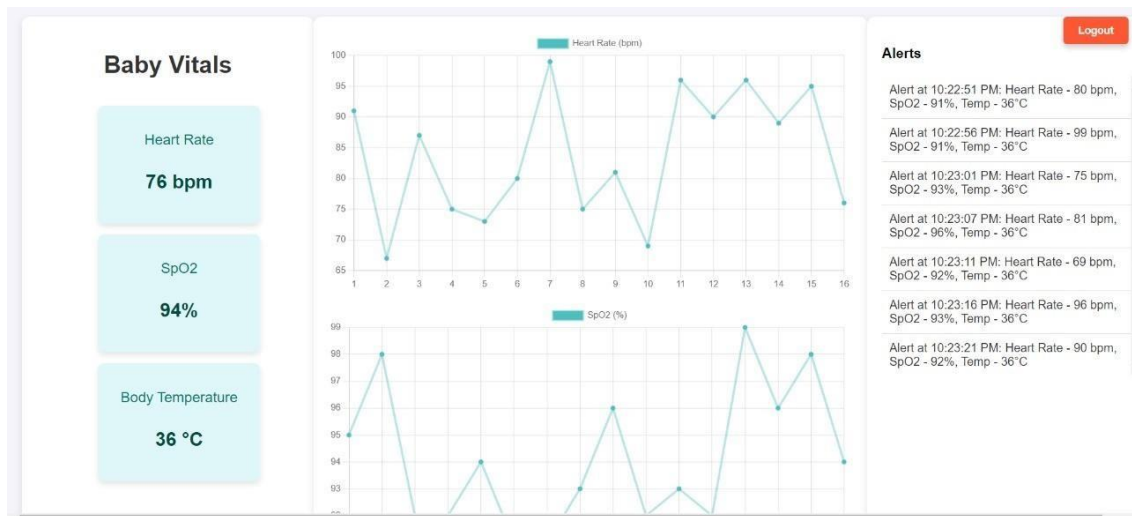 Baby Vitals
Heart Rate
76 bpm
SpO2
94%
Body Temperature
36 °C
Heart Rate (bpm)
100
95
90
85
80
75
70
65
1 2 3 4 5 6 7 8 9 10 11 12 13 14 15 16
SpO2 (%)
99
98
97
96
95
94
93
Logout
Alerts
Alert at 10:22:51 PM: Heart Rate - 80 bpm,
SpO2 - 91%, Temp - 36°C
Alert at 10:22:56 PM: Heart Rate - 99 bpm,
SpO2 - 91%, Temp - 36°C
Alert at 10:23:01 PM: Heart Rate - 75 bpm,
SpO2 - 93%, Temp - 36°C
Alert at 10:23:07 PM: Heart Rate - 81 bpm,
SpO2 - 96%, Temp - 36°C
Alert at 10:23:11 PM: Heart Rate - 69 bpm,
SpO2 - 92%, Temp - 36°C
Alert at 10:23:16 PM: Heart Rate - 96 bpm,
SpO2 - 93%, Temp - 36°C
Alert at 10:23:21 PM: Heart Rate - 90 bpm,
SpO2 - 92%, Temp - 36°C